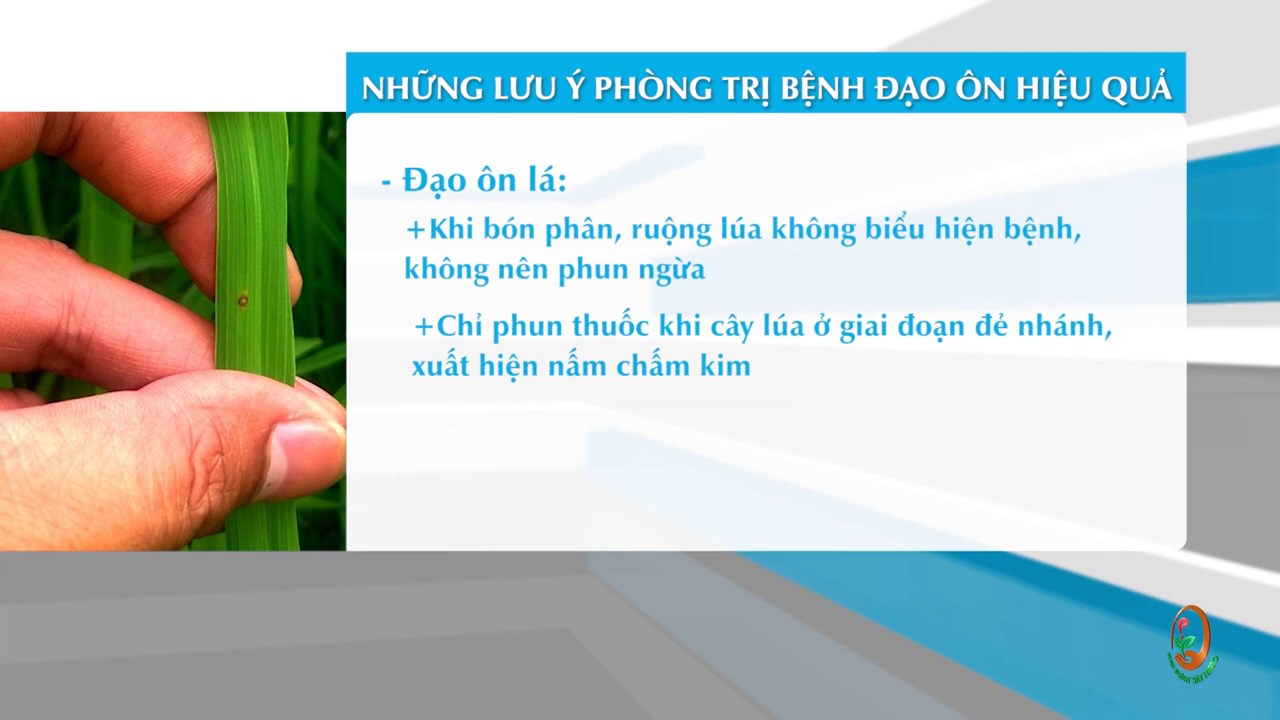 NHỮNG LƯU Ý PHÒNG TRỊ BỆNH ĐẠO ÔN HIỆU QUẢ
- Đạo ôn lá:
+Khi bón phân, ruộng lúa không biểu hiện bệnh,
không nên phun ngừa
+Chỉ phun thuốc khi cây lúa ở giai đoạn đẻ nhánh,
xuất hiện nấm chấm kim